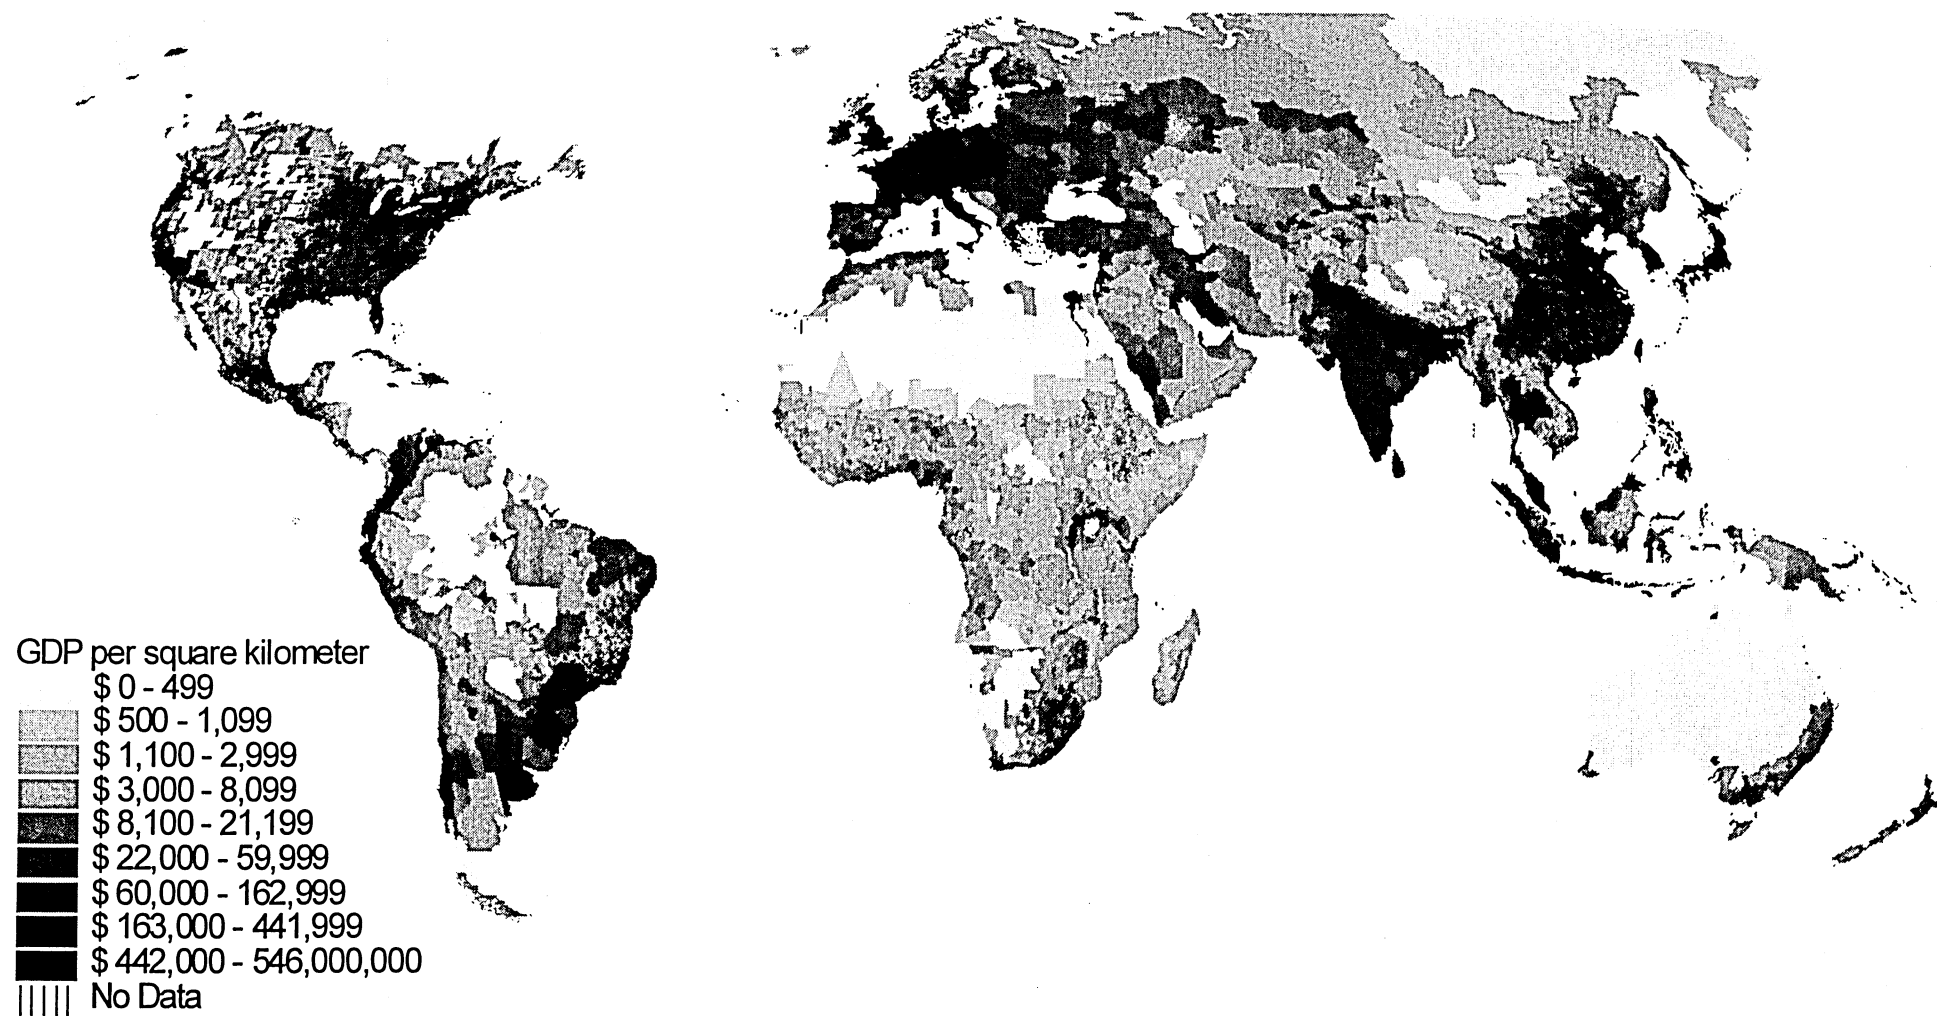 GDP per square kilometer
$ 0 - 499
$ 500 - 1,099
$ 1,100 - 2,999
$ 3,000 - 8,099
$ 8,100 - 21,199
$ 22,000 - 59,999
$ 60,000 - 162,999
$ 163,000 - 441,999
$ 442,000 - 546,000,000
No Data